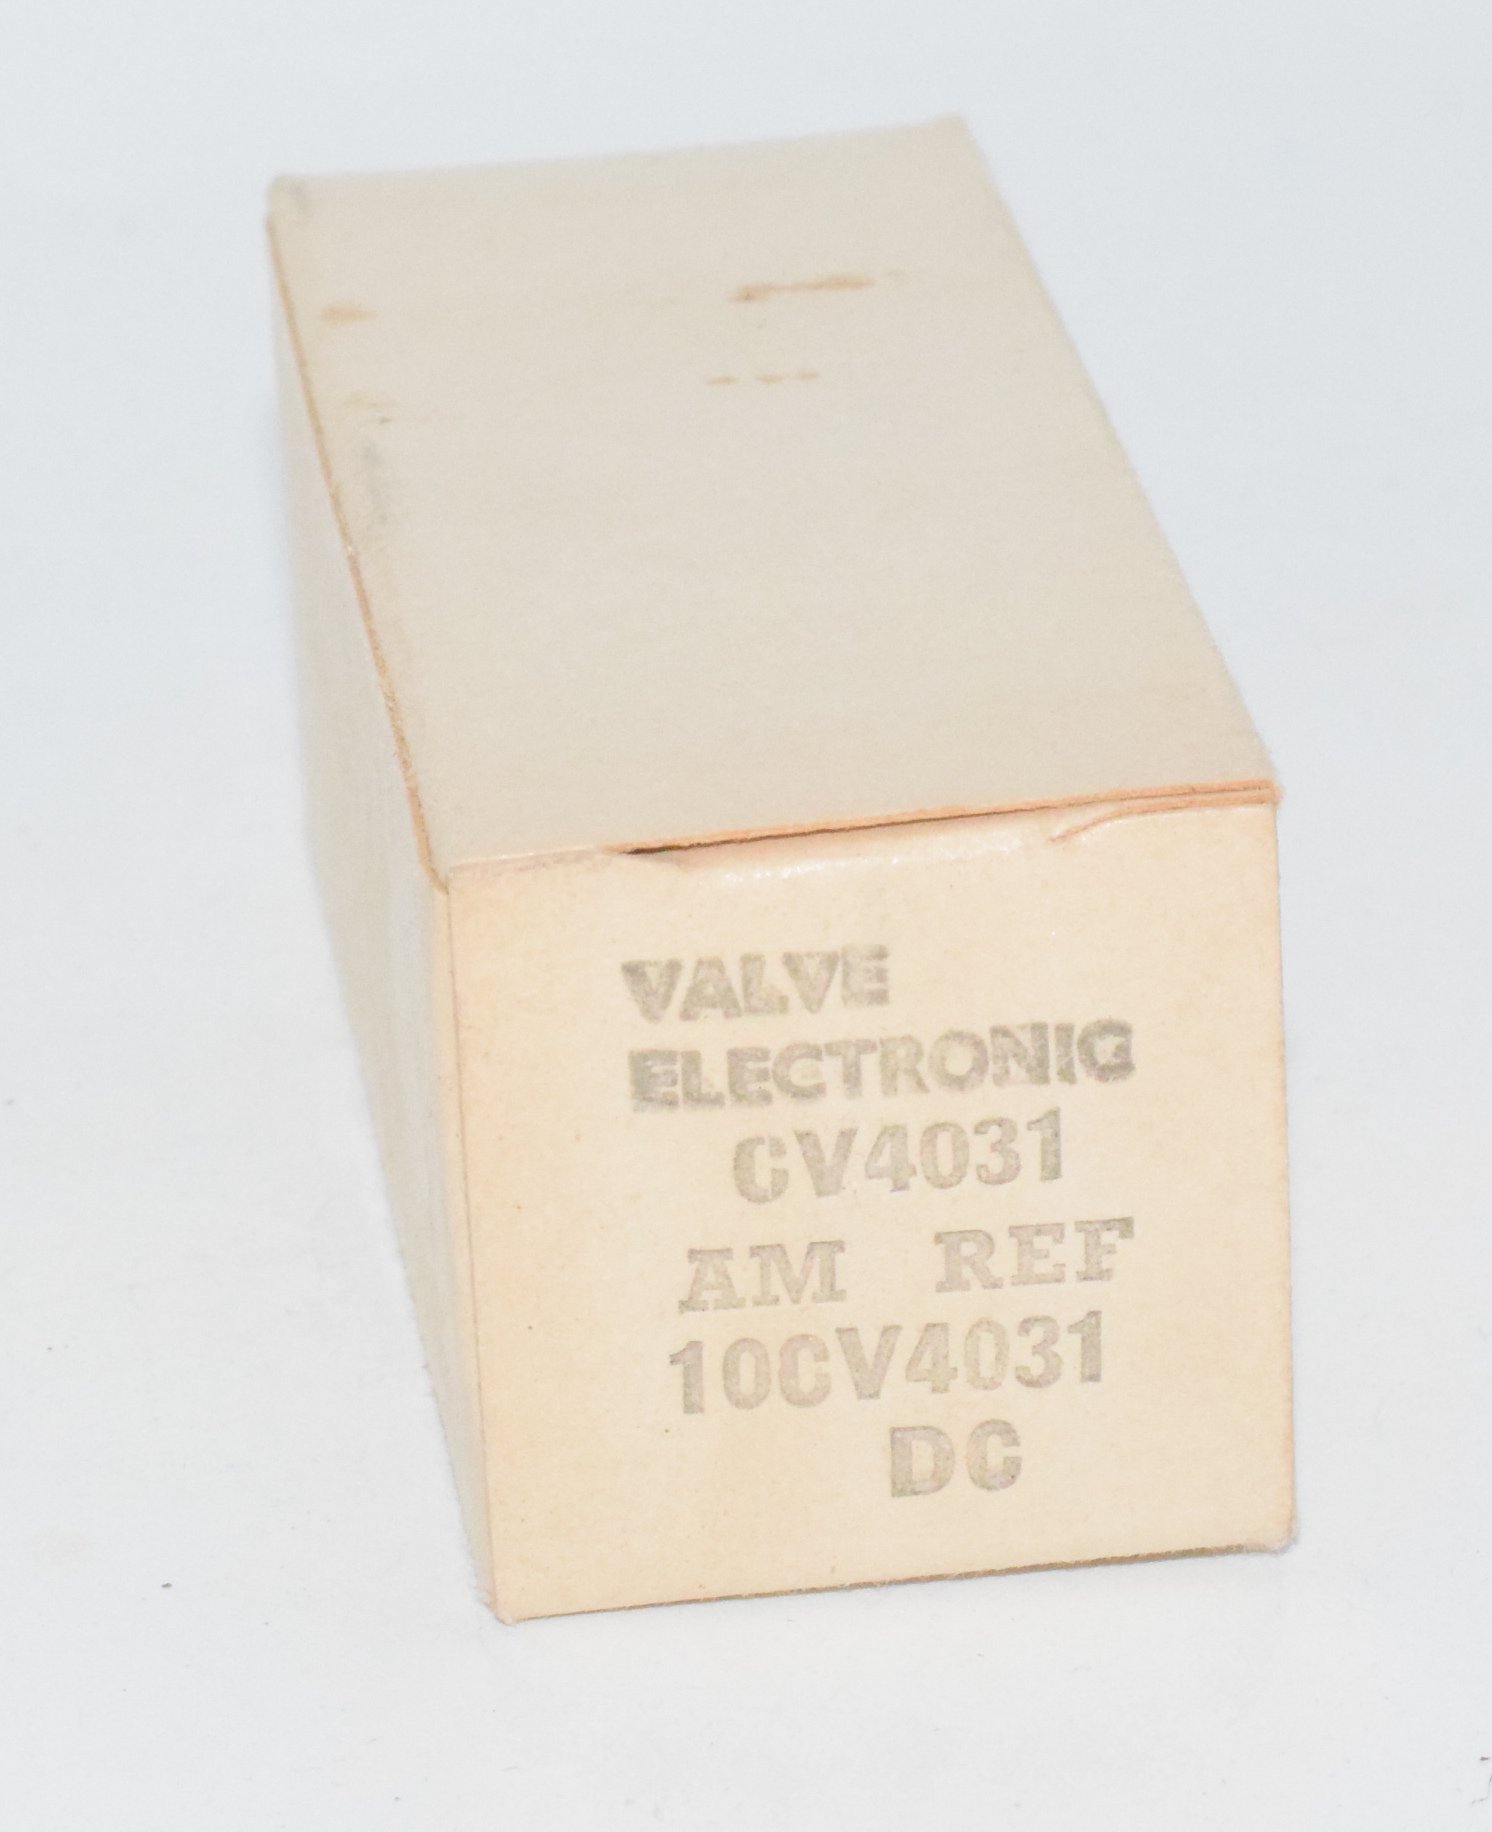 VALVE
ELECTRONIC
CV4031
AM REF
10CV4031
DC